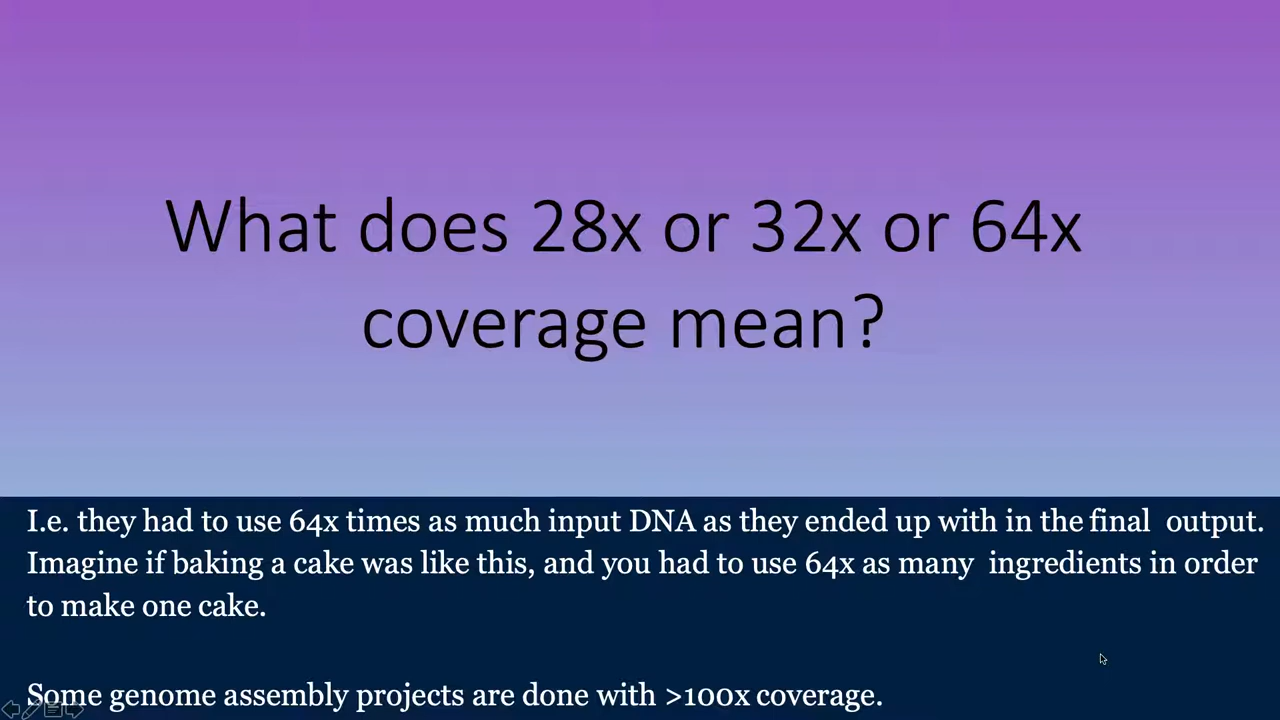 What does 28x or 32x or 64x
coverage mean?
I.e. they had to use 64x times as much input DNA as they ended up with in the final output.
Imagine if baking a cake was like this, and you had to use 64x as many ingredients in order
to make one cake.
Some genome assembly projects are done with >100x coverage.